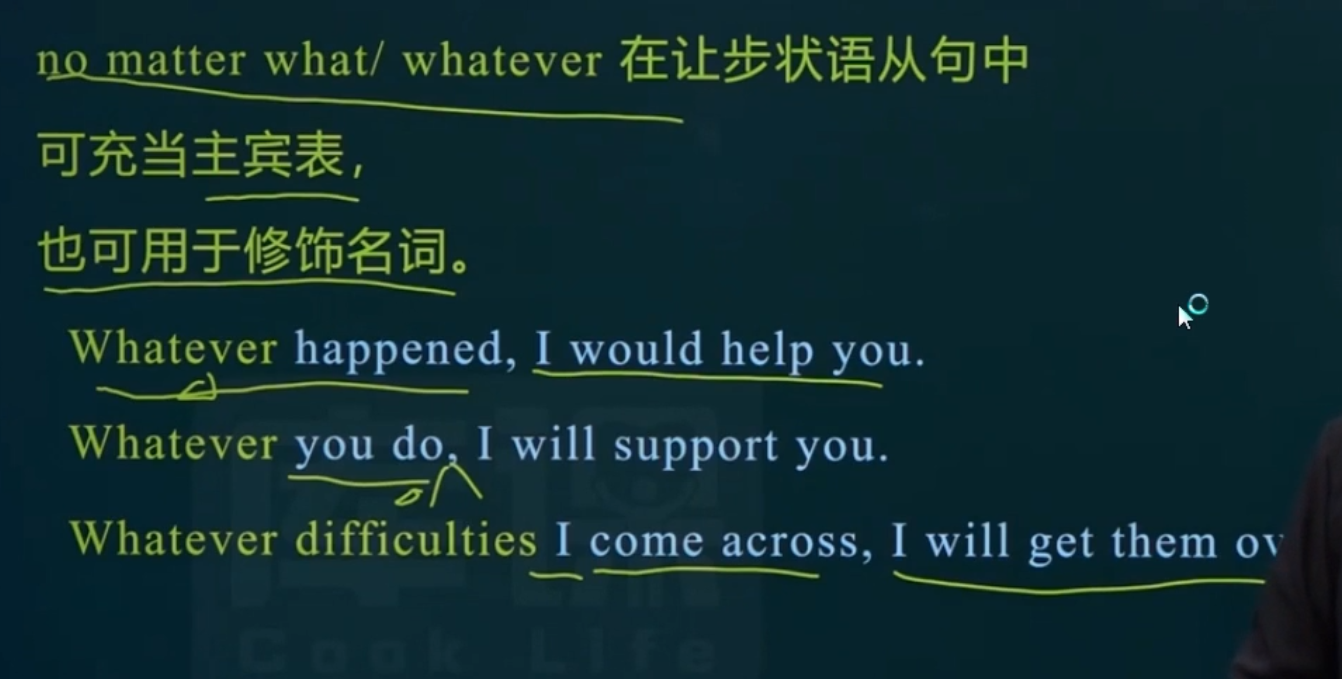 no matter what/ whatever 在让步状语从句中
可充当主宾表，
也可用于修饰名词。
Whatever happened, I would help you.
Whatever you do, I will support you.
Whatever difficulties I come across, I will get them
Cook Life